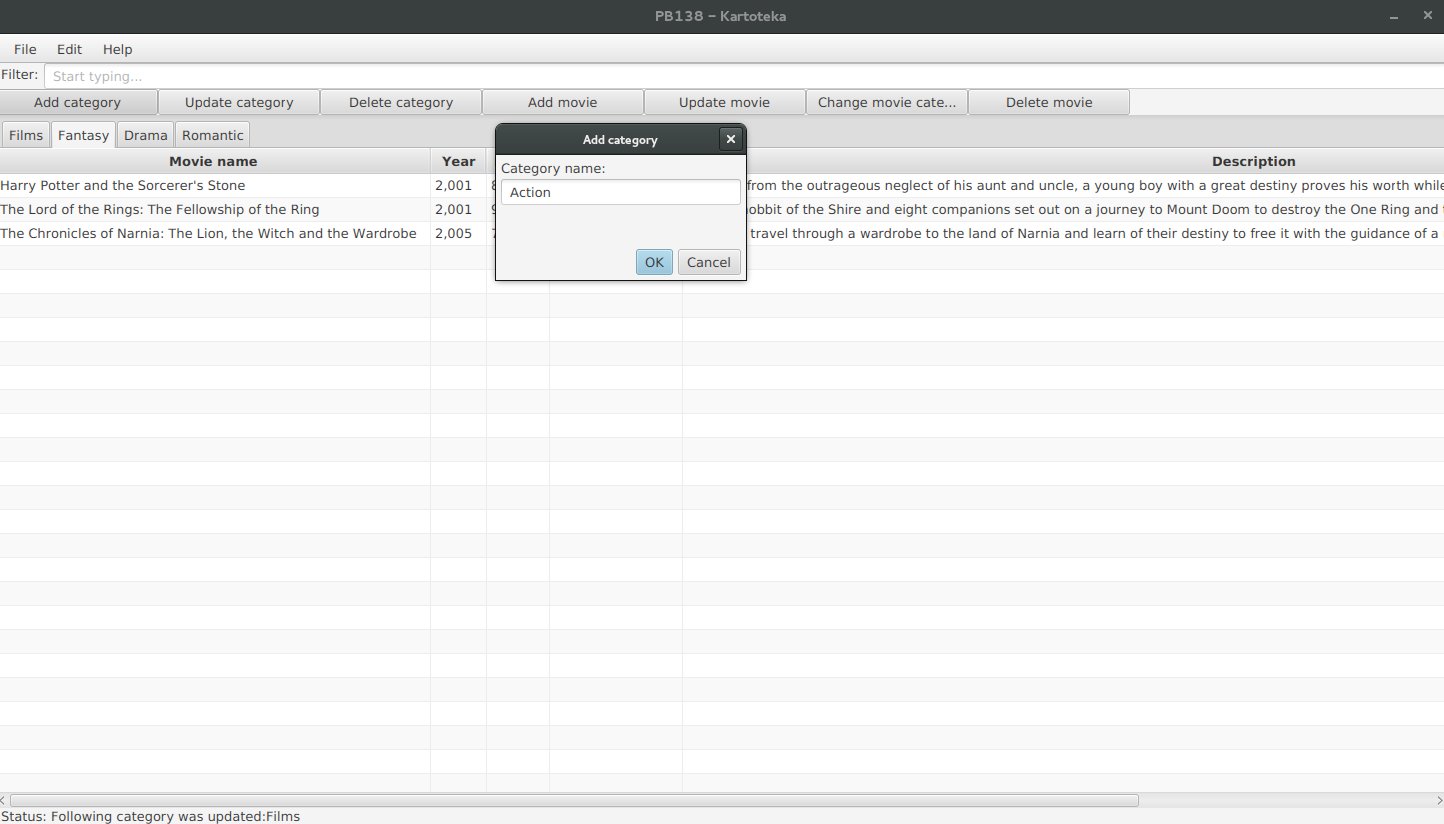 PB138 – Kartoteka
File Edit Help
Filter: Start typing...
Add category Update category Delete category Add movie Update movie Change movie cate... Delete movie
Films Fantasy Drama Romantic
Movie name Year Description
Harry Potter and the Sorcerer's Stone 2,001 from the outrageous neglect of his aunt and uncle, a young boy with a great destiny proves his worth while
The Lord of the Rings: The Fellowship of the Ring 2,001 obbit of the Shire and eight companions set out on a journey to Mount Doom to destroy the One Ring and
The Chronicles of Narnia: The Lion, the Witch and the Wardrobe 2,005 travel through a wardrobe to the land of Narnia and learn of their destiny to free it with the guidance of a
Add category
Category name:
Action
OK Cancel
Status: Following category was updated:Films